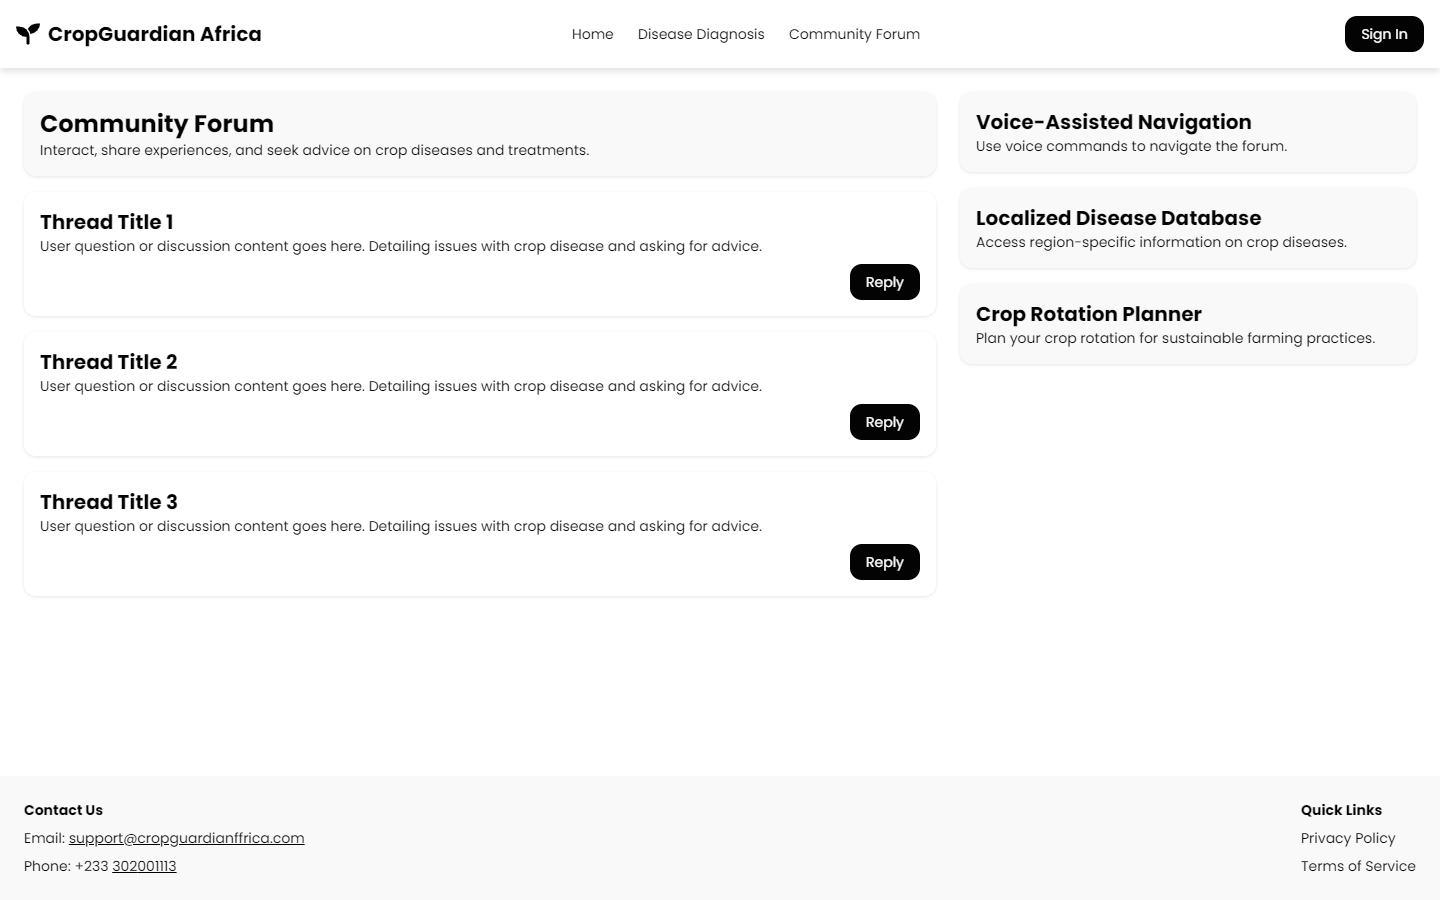 CropGuardian Africa
Home
Disease Diagnosis
Community Forum
Sign In
Community Forum
Interact, share experiences, and seek advice on crop diseases and treatments.
Thread Title 1
User question or discussion content goes here. Detailing issues with crop disease and asking for advice.
Reply
Thread Title 2
User question or discussion content goes here. Detailing issues with crop disease and asking for advice.
Reply
Thread Title 3
User question or discussion content goes here. Detailing issues with crop disease and asking for advice.
Reply
Voice-Assisted Navigation
Use voice commands to navigate the forum.
Localized Disease Database
Access region-specific information on crop diseases.
Crop Rotation Planner
Plan your crop rotation for sustainable farming practices.
Contact Us
Email: support@cropguardianffrica.com
Phone: +233 302001113
Quick Links
Privacy Policy
Terms of Service